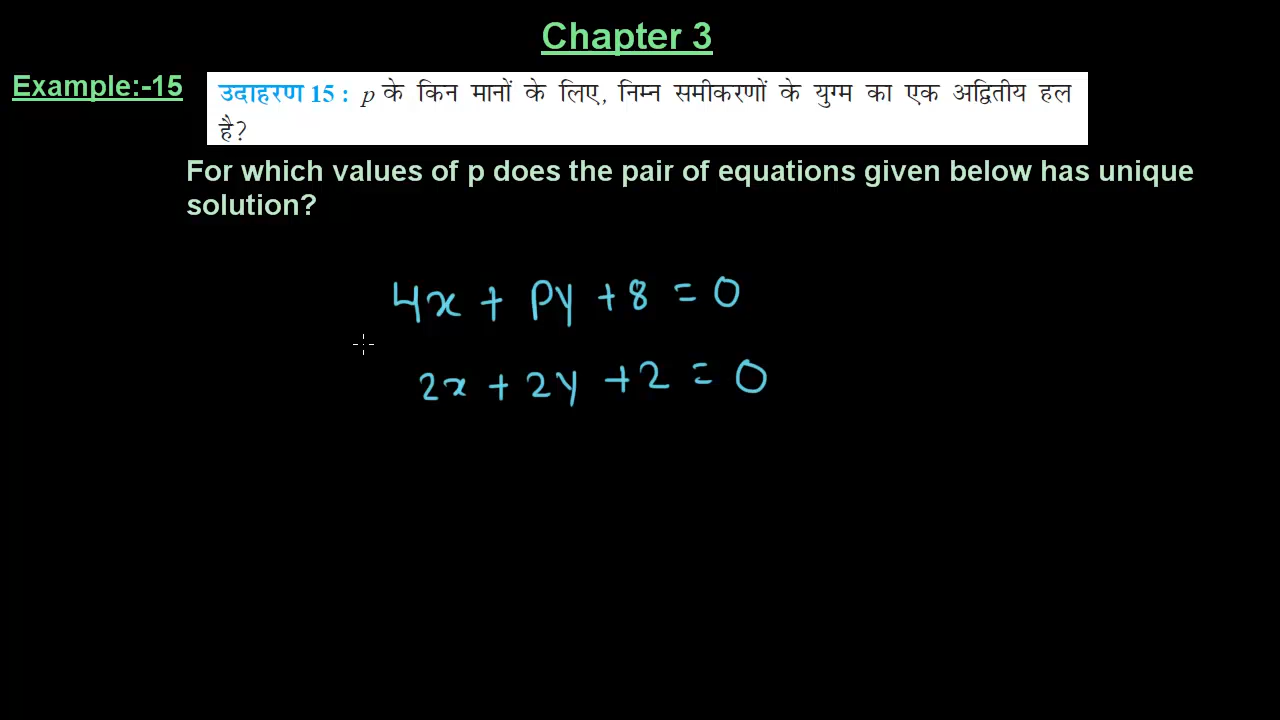 Chapter 3
Example:-15
उदाहरण 15 : p के किन मानों के लिए, निम्न समीकरणों के युग्म का एक अद्वितीय हल
है?
For which values of p does the pair of equations given below has unique
solution?
4x + py + 8 = 0
2x + 2y + 2 = 0